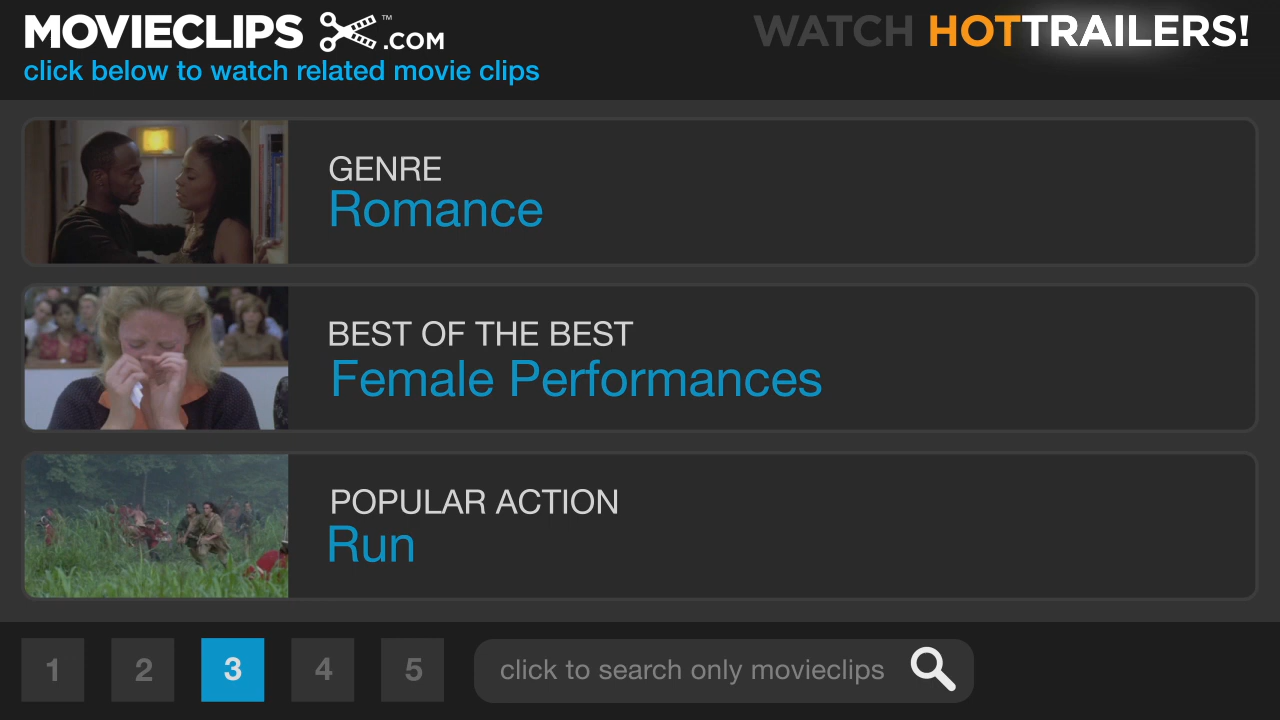 MOVIECLIPS ™ .COM
click below to watch related movie clips
WATCH HOTTRAILERS!
GENRE
Romance
BEST OF THE BEST
Female Performances
POPULAR ACTION
Run
1 2 3 4 5
click to search only movieclips